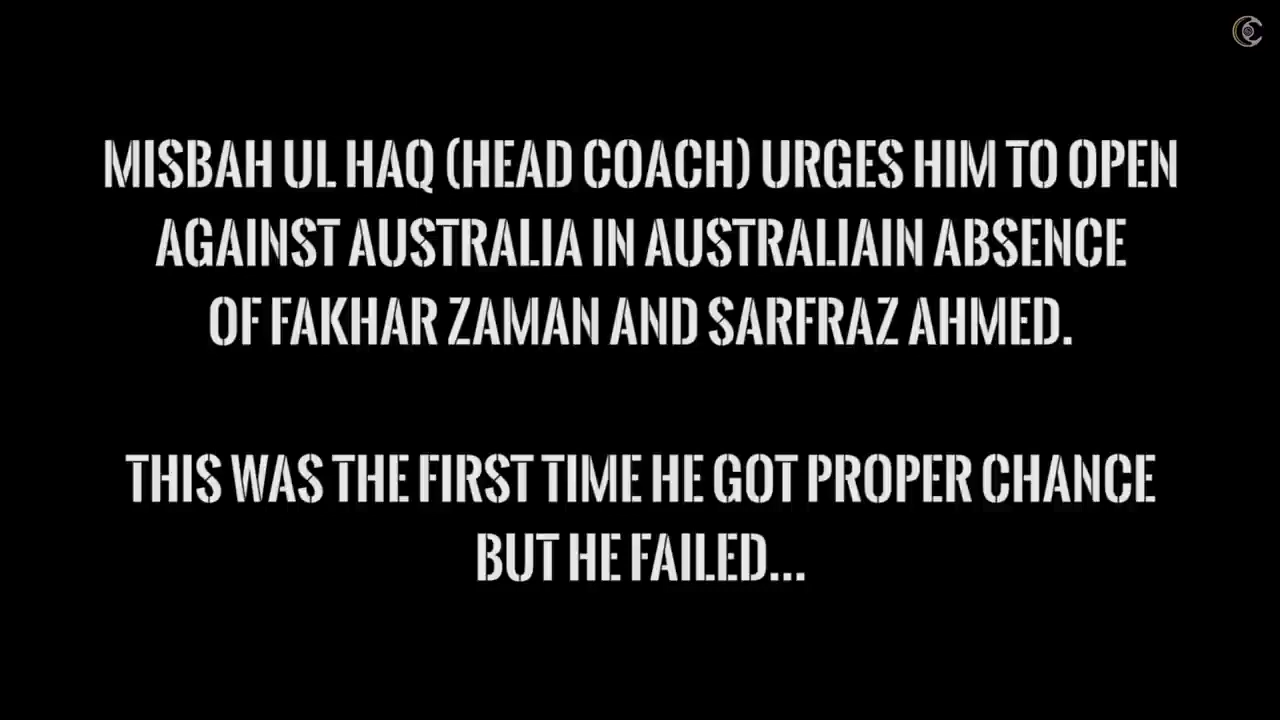 MISBAH UL HAQ (HEAD COACH) URGES HIM TO OPEN
AGAINST AUSTRALIA IN AUSTRALIAIN ABSENCE
OF FAKHAR ZAMAN AND SARFRAZ AHMED.
THIS WAS THE FIRST TIME HE GOT PROPER CHANCE
BUT HE FAILED...